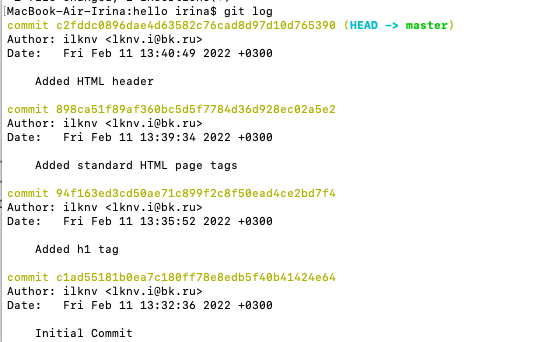 MacBook-Air-Irina:hello irina$ git log
commit c2fddc0896dae4d63582c76cad8d97d10d765390 (HEAD -> master)
Author: ilknv <lknv.i@bk.ru>
Date:   Fri Feb 11 13:40:49 2022 +0300
Added HTML header
commit 898ca51f89af360bc5d5f7784d36d928ec02a5e2
Author: ilknv <lknv.i@bk.ru>
Date:   Fri Feb 11 13:39:34 2022 +0300
Added standard HTML page tags
commit 94f163ed3cd50ae71c899f2c8f50ead4ce2bd7f4
Author: ilknv <lknv.i@bk.ru>
Date:   Fri Feb 11 13:35:52 2022 +0300
Added h1 tag
commit c1ad55181b0ea7c180ff78e8edb5f40b41424e64
Author: ilknv <lknv.i@bk.ru>
Date:   Fri Feb 11 13:32:36 2022 +0300
Initial Commit